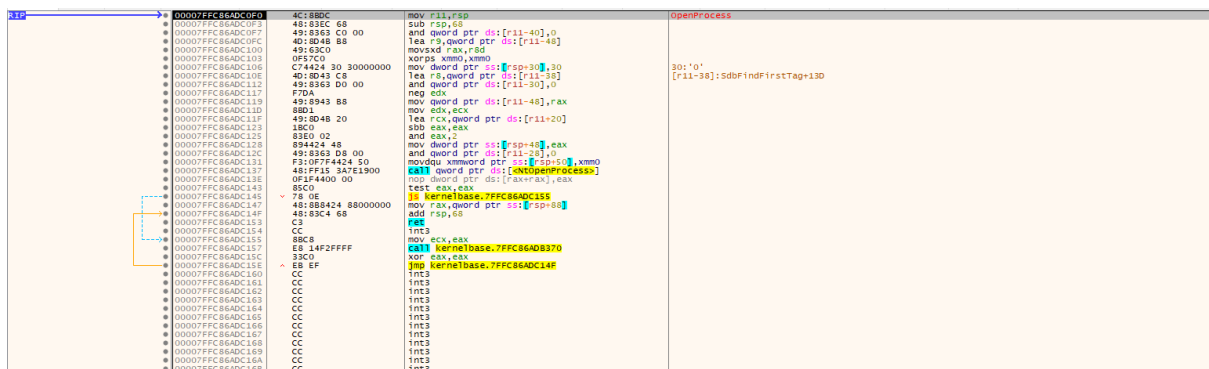 RIP 00007FFC86ADC0F0 4C:8BDC mov r11,rsp OpenProcess
00007FFC86ADC0F3 48:83EC 68 sub rsp,68
00007FFC86ADC0F7 49:8363 C0 00 and qword ptr ds:[r11-40],0
00007FFC86ADC0FC 4D:8D4B B8 lea r9,qword ptr ds:[r11-48]
00007FFC86ADC100 49:63C0 movsxd rax,r8d
00007FFC86ADC103 0F57C0 xorps xmm0,xmm0
00007FFC86ADC106 C74424 30 30000000 mov dword ptr ss:[rsp+30],30 30:'0'
00007FFC86ADC10E 4D:8D43 C8 lea r8,qword ptr ds:[r11-38] [r11-38]:SdbFindFirstTag+13D
00007FFC86ADC112 49:8363 D0 00 and qword ptr ds:[r11-30],0
00007FFC86ADC117 F7DA neg edx
00007FFC86ADC119 49:8943 B8 mov qword ptr ds:[r11-48],rax
00007FFC86ADC11D 8BD1 mov edx,ecx
00007FFC86ADC11F 49:8D4B 20 lea rcx,qword ptr ds:[r11+20]
00007FFC86ADC123 1BC0 sbb eax,eax
00007FFC86ADC125 83E0 02 and eax,2
00007FFC86ADC128 894424 48 mov dword ptr ss:[rsp+48],eax
00007FFC86ADC12C 49:8363 D8 00 and qword ptr ds:[r11-28],0
00007FFC86ADC131 F3:0F7F4424 50 movdqu xmmword ptr ss:[rsp+50],xmm0
00007FFC86ADC137 48:FF15 3A7E1900 call qword ptr ds:[<NtOpenProcess>]
00007FFC86ADC13E 0F1F4400 00 nop dword ptr ds:[rax+rax],eax
00007FFC86ADC143 85C0 test eax,eax
00007FFC86ADC145 78 0E js kernelbase.7FFC86ADC155
00007FFC86ADC147 48:8B8424 88000000 mov rax,qword ptr ss:[rsp+88]
00007FFC86ADC14F 48:83C4 68 add rsp,68
00007FFC86ADC153 C3 ret
00007FFC86ADC154 CC int3
00007FFC86ADC155 8BC8 mov ecx,eax
00007FFC86ADC157 E8 14F2FFFF call kernelbase.7FFC86ADB370
00007FFC86ADC15C 33C0 xor eax,eax
00007FFC86ADC15E EB EF jmp kernelbase.7FFC86ADC14F
00007FFC86ADC160 CC int3
00007FFC86ADC161 CC int3
00007FFC86ADC162 CC int3
00007FFC86ADC163 CC int3
00007FFC86ADC164 CC int3
00007FFC86ADC165 CC int3
00007FFC86ADC166 CC int3
00007FFC86ADC167 CC int3
00007FFC86ADC168 CC int3
00007FFC86ADC169 CC int3
00007FFC86ADC16A CC int3
00007FFC86ADC16B CC int3